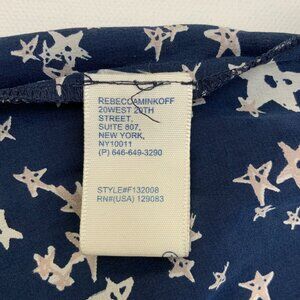 REBECCAMINKOFF
20WEST 20TH
STREET,
SUITE 807,
NEW YORK,
NY10011
(P) 646-649-3290
STYLE#F132008
RN#(USA) 129083